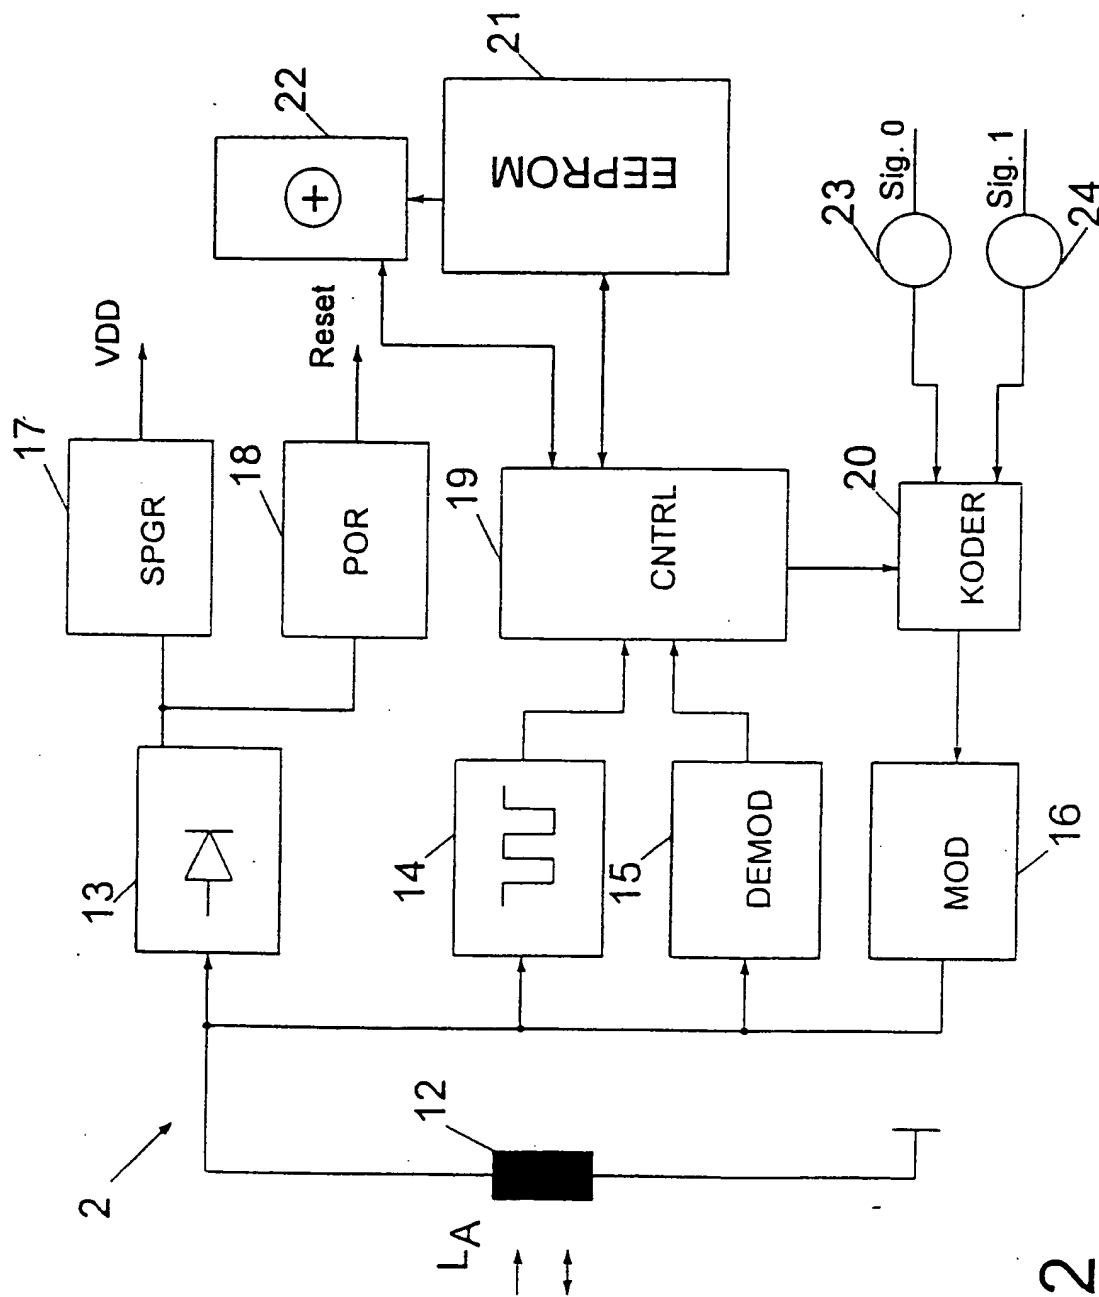 2
L_A
12
13
14
15
DEMOD
MOD
16
17
SPGR
VDD
18
POR
Reset
19
CNTRL
20
KODER
22
+
21
EEPROM
23
Sig. 0
Sig. 1
24
2